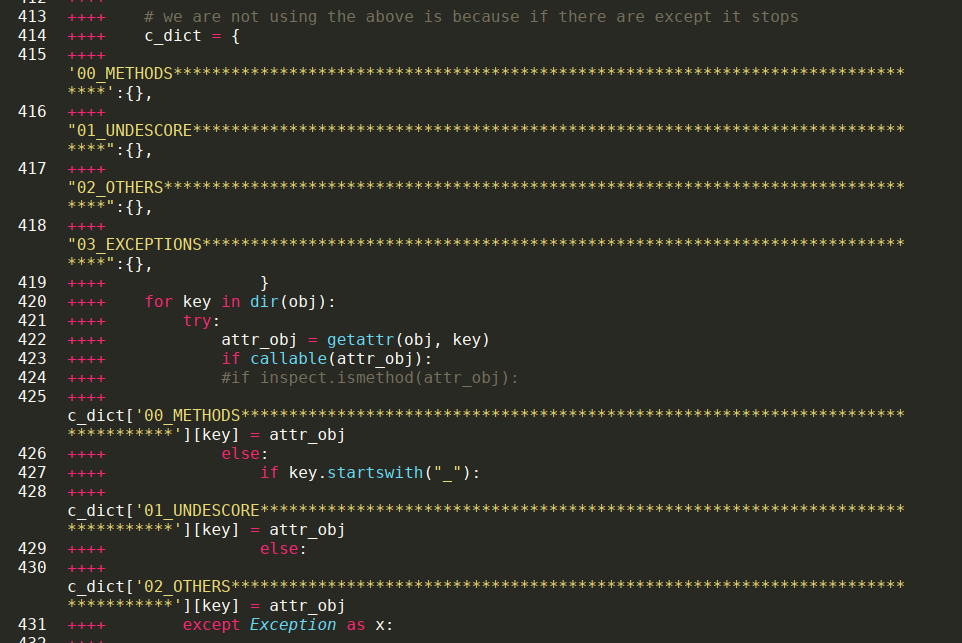 412 ++++
413 ++++    # we are not using the above is because if there are except it stops
414 ++++    c_dict = {
415 ++++
'00_METHODS****************************************************************************
****':{},
416 ++++
"01_UNDESCORE**************************************************************************
****":{},
417 ++++
"02_OTHERS*****************************************************************************
****":{},
418 ++++
"03_EXCEPTIONS*************************************************************************
****":{},
419 ++++                }
420 ++++    for key in dir(obj):
421 ++++        try:
422 ++++            attr_obj = getattr(obj, key)
423 ++++            if callable(attr_obj):
424 ++++            #if inspect.ismethod(attr_obj):
425 ++++
c_dict['00_METHODS*********************************************************************
***********'][key] = attr_obj
426 ++++            else:
427 ++++                if key.startswith("_"):
428 ++++
c_dict['01_UNDESCORE*******************************************************************
***********'][key] = attr_obj
429 ++++                else:
430 ++++
c_dict['02_OTHERS**********************************************************************
***********'][key] = attr_obj
431 ++++        except Exception as x:
432 ++++